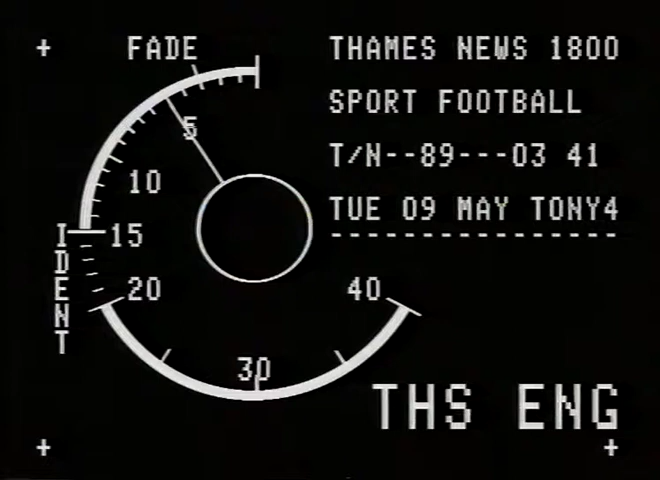 FADE
THAMES NEWS 1800
SPORT FOOTBALL
T/N--89---03 41
TUE 09 MAY TONY4
----------------
5
10
15
20
30
40
IDENT
THS ENG